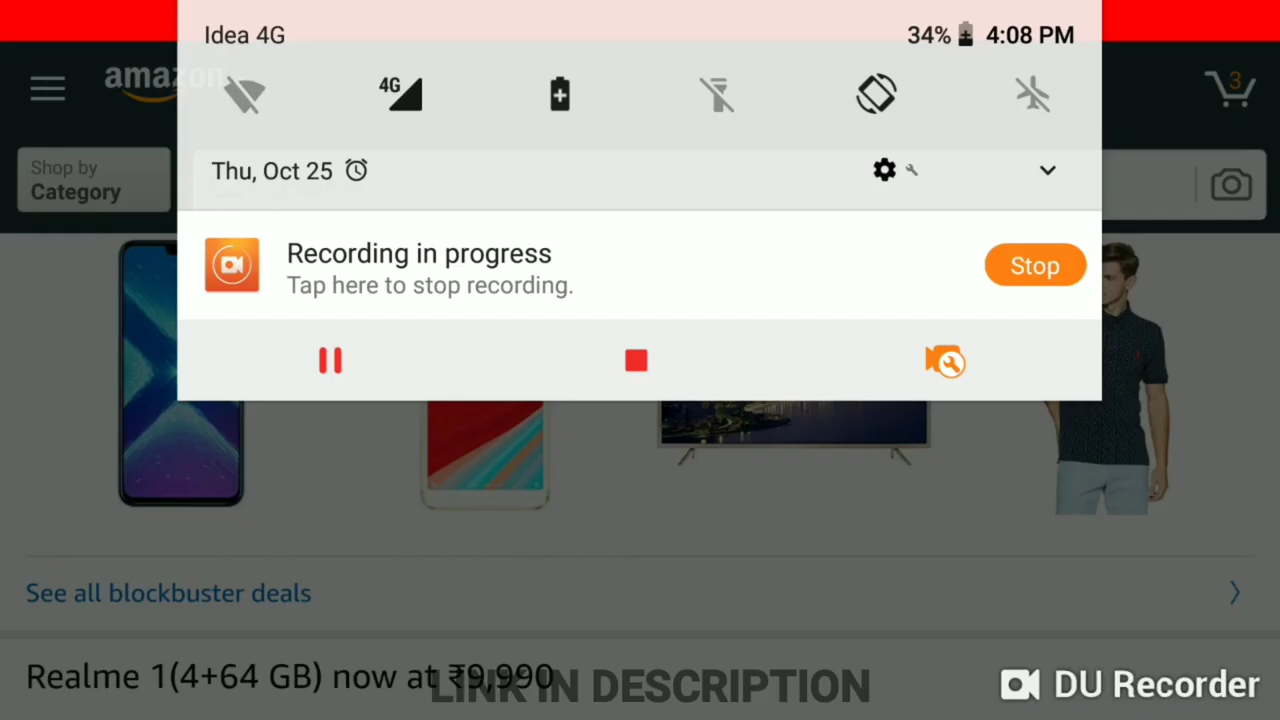 Idea 4G
34% 4:08 PM
amazon
3
4G
Thu, Oct 25
Shop by
Category
Recording in progress
Tap here to stop recording.
Stop
See all blockbuster deals
Realme 1(4+64 GB) now at ₹9,990
LINK IN DESCRIPTION
DU Recorder